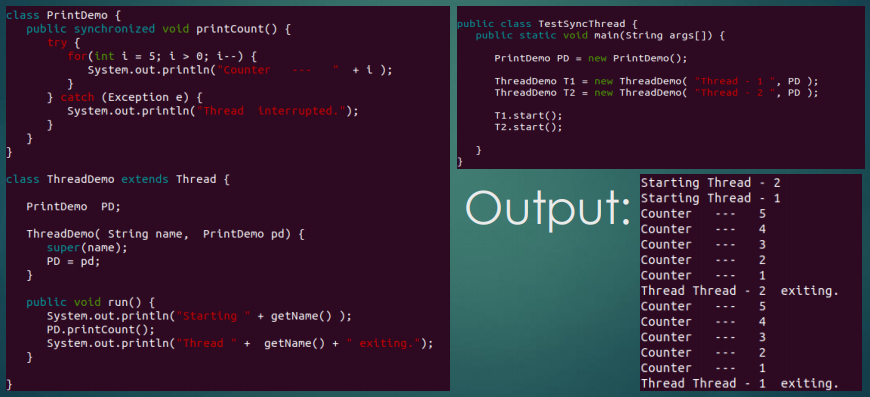 class PrintDemo {
public synchronized void printCount() {
try {
for(int i = 5; i > 0; i--) {
System.out.println("Counter   ---   "  + i );
}
} catch (Exception e) {
System.out.println("Thread  interrupted.");
}
}
}
class ThreadDemo extends Thread {
PrintDemo  PD;
ThreadDemo( String name,  PrintDemo pd) {
super(name);
PD = pd;
}
public void run() {
System.out.println("Starting " + getName() );
PD.printCount();
System.out.println("Thread " +  getName() + " exiting.");
}
}
public class TestSyncThread {
public static void main(String args[]) {
PrintDemo PD = new PrintDemo();
ThreadDemo T1 = new ThreadDemo( "Thread - 1 ", PD );
ThreadDemo T2 = new ThreadDemo( "Thread - 2 ", PD );
T1.start();
T2.start();
}
}
Output:
Starting Thread - 2
Starting Thread - 1
Counter   ---   5
Counter   ---   4
Counter   ---   3
Counter   ---   2
Counter   ---   1
Thread Thread - 2  exiting.
Counter   ---   5
Counter   ---   4
Counter   ---   3
Counter   ---   2
Counter   ---   1
Thread Thread - 1  exiting.